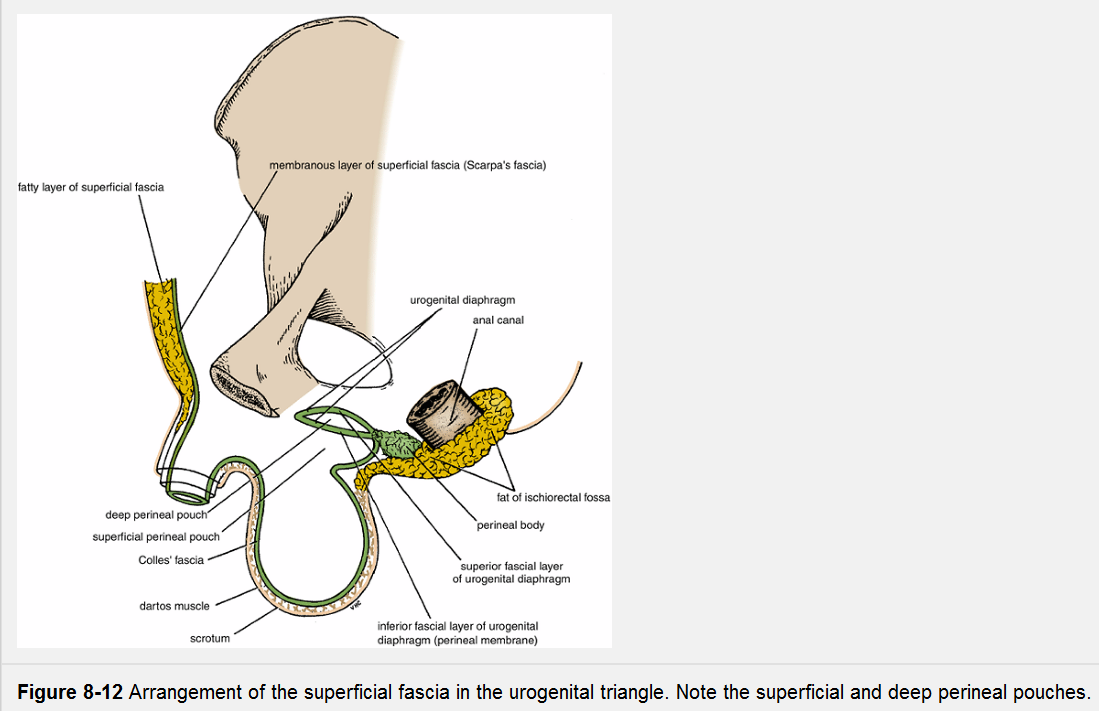 membranous layer of superficial fascia (Scarpa's fascia)
fatty layer of superficial fascia
urogenital diaphragm
anal canal
fat of ischiorectal fossa
deep perineal pouch
perineal body
superficial perineal pouch
Colles' fascia
superior fascial layer
of urogenital diaphragm
dartos muscle
scrotum
inferior fascial layer of urogenital
diaphragm (perineal membrane)
Figure 8-12 Arrangement of the superficial fascia in the urogenital triangle. Note the superficial and deep perineal pouches.